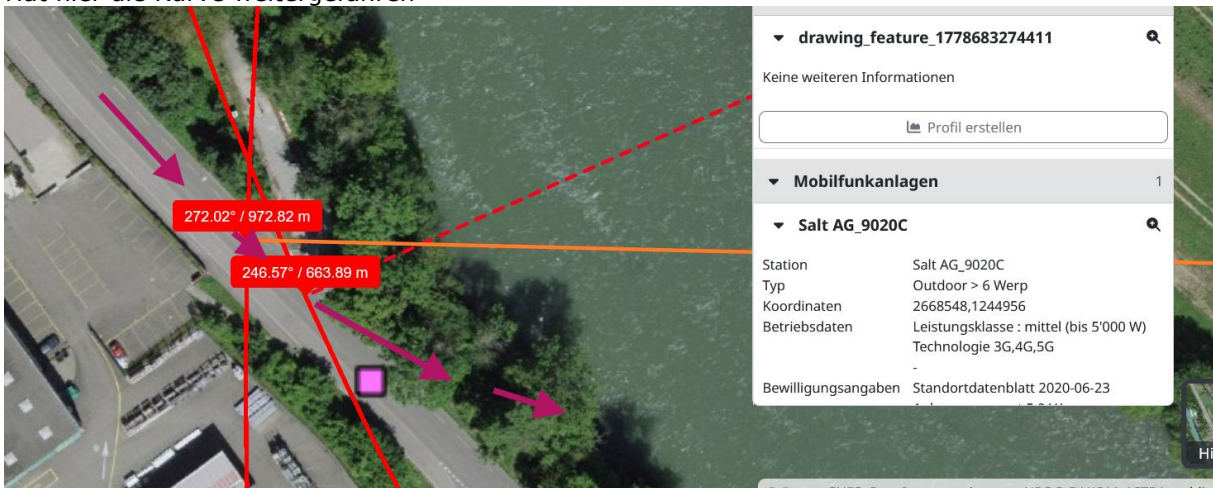 drawing_feature_1778683274411
Keine weiteren Informationen
Profil erstellen
Mobilfunkanlagen 1
272.02° / 972.82 m
246.57° / 663.89 m
Salt AG_9020C
Station Salt AG_9020C
Typ Outdoor > 6 Werp
Koordinaten 2668548,1244956
Betriebsdaten Leistungsklasse : mittel (bis 5'000 W)
Technologie 3G,4G,5G
-
Bewilligungsangaben Standortdatenblatt 2020-06-23
Hi